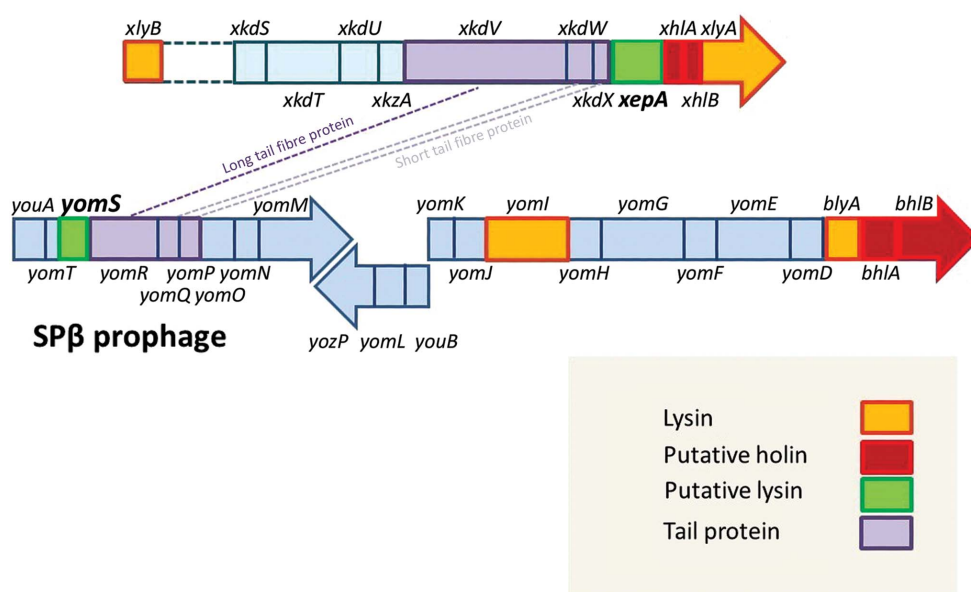 xlyB xkdS xkdU xkdV xkdW xhlA xlyA
xkdT xkzA xkdX xepA xhlB
Long tail fibre protein
Short tail fibre protein
youA yomS yomM yomK yomI yomG yomE blyA bhlB
yomT yomR yomP yomN yomJ yomH yomF yomD bhlA
yomQ yomO
SPβ prophage
yozP yomL youB
Lysin
Putative holin
Putative lysin
Tail protein